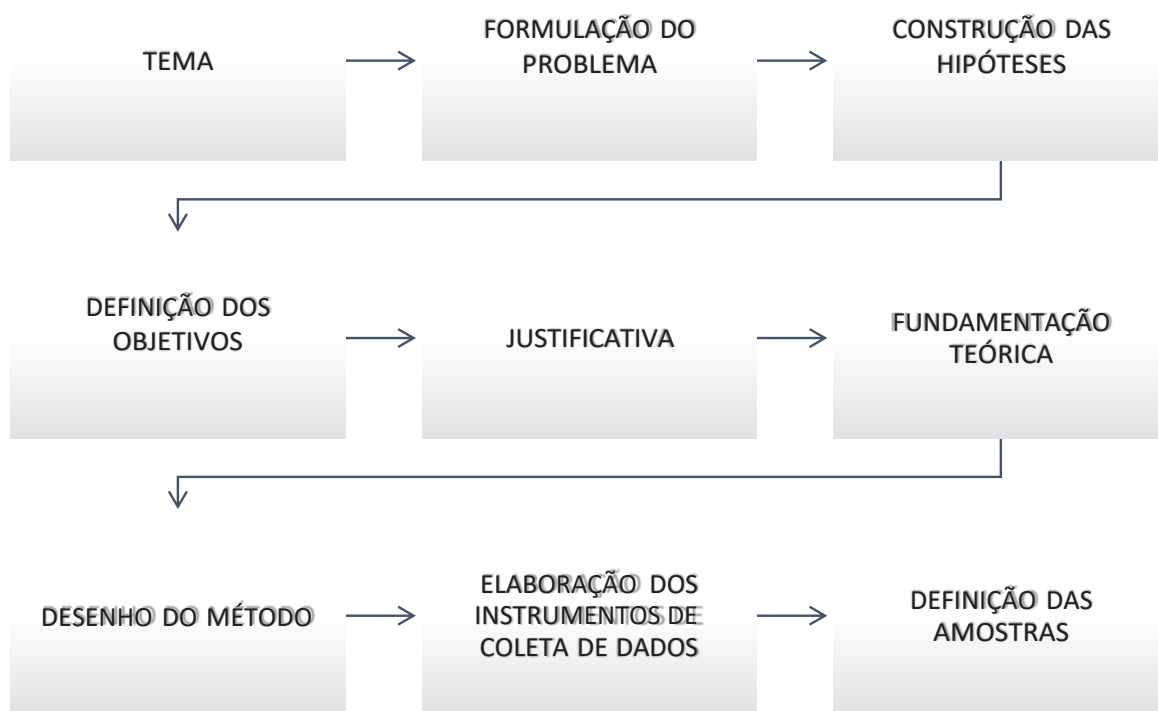 TEMA
FORMULAÇÃO DO
PROBLEMA
CONSTRUÇÃO DAS
HIPÓTESES
DEFINIÇÃO DOS
OBJETIVOS
JUSTIFICATIVA
FUNDAMENTAÇÃO
TEÓRICA
DESENHO DO MÉTODO
ELABORAÇÃO DOS
INSTRUMENTOS DE
COLETA DE DADOS
DEFINIÇÃO DAS
AMOSTRAS